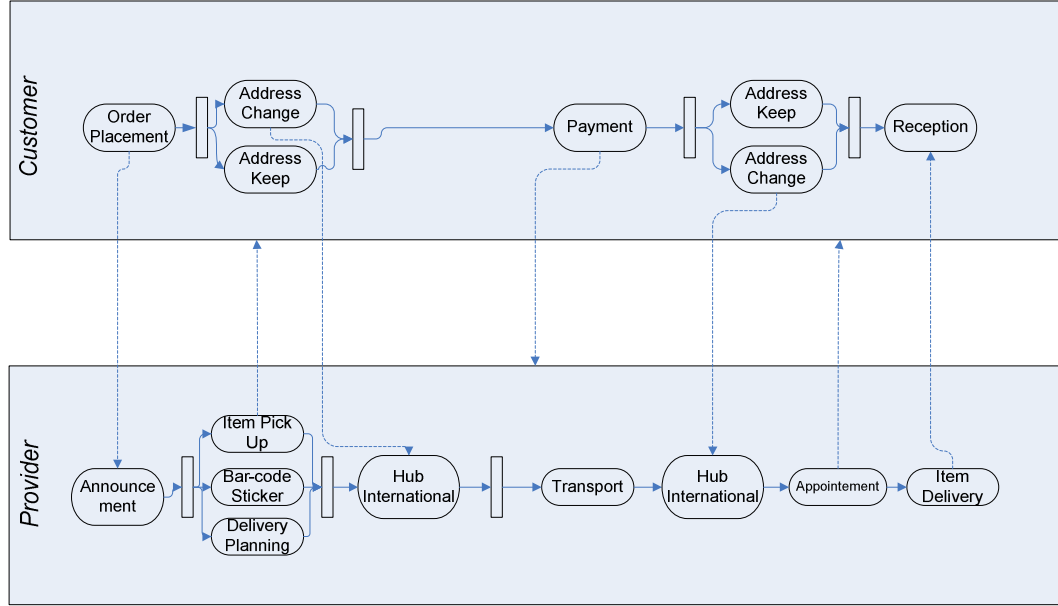 Customer
Order
Placement
Address
Change
Address
Keep
Payment
Address
Keep
Address
Change
Reception
Provider
Announce
ment
Item Pick
Up
Bar-code
Sticker
Delivery
Planning
Hub
International
Transport
Hub
International
Appointement
Item
Delivery